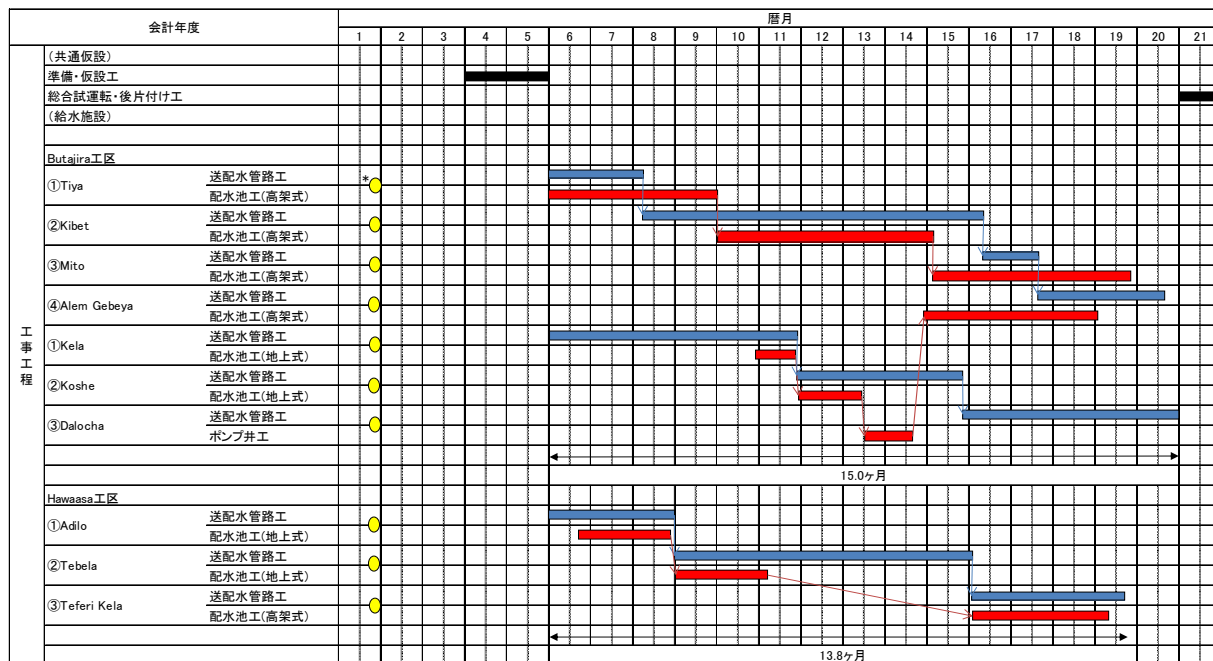 会計年度
暦月
1 2 3 4 5 6 7 8 9 10 11 12 13 14 15 16 17 18 19 20 21
工事工程
(共通仮設)
準備・仮設工
総合試運転・後片付け工
(給水施設)
Butajira工区
①Tiya
送配水管路工
*
配水池工(高架式)
②Kibet
送配水管路工
配水池工(高架式)
③Mito
送配水管路工
配水池工(高架式)
④Alem Gebeya
送配水管路工
配水池工(高架式)
①Kela
送配水管路工
配水池工(地上式)
②Koshe
送配水管路工
配水池工(地上式)
③Dalocha
送配水管路工
ポンプ井工
15.0ヶ月
Hawaasa工区
①Adilo
送配水管路工
配水池工(地上式)
②Tebela
送配水管路工
配水池工(地上式)
③Teferi Kela
送配水管路工
配水池工(高架式)
13.8ヶ月